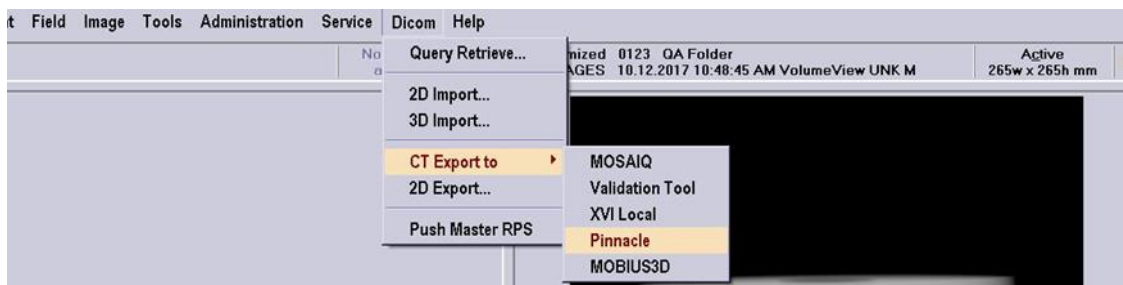 Field Image Tools Administration Service Dicom Help
Query Retrieve...
2D Import...
3D Import...
CT Export to
2D Export...
Push Master RPS
MOSAIQ
Validation Tool
XVI Local
Pinnacle
MOBIUS3D
No
0123 QA Folder
10.12.2017 10:48:45 AM VolumeView UNK M
Active
265w x 265h mm